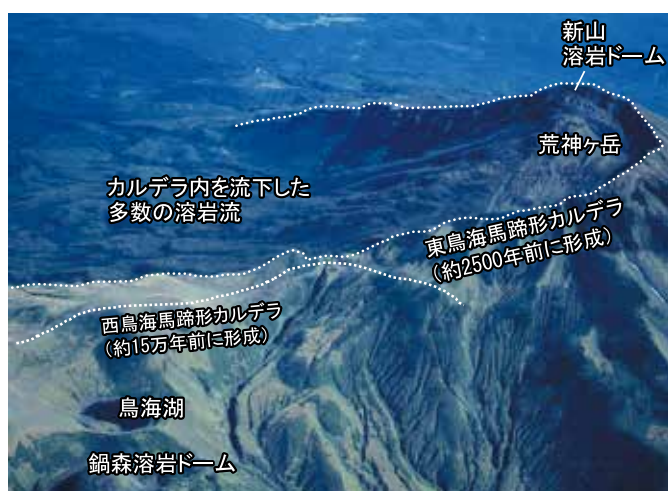 新山
溶岩ドーム
荒神ヶ岳
カルデラ内を流下した
多数の溶岩流
東鳥海馬蹄形カルデラ
（約2500年前に形成）
西鳥海馬蹄形カルデラ
（約15万年前に形成）
鳥海湖
鍋森溶岩ドーム